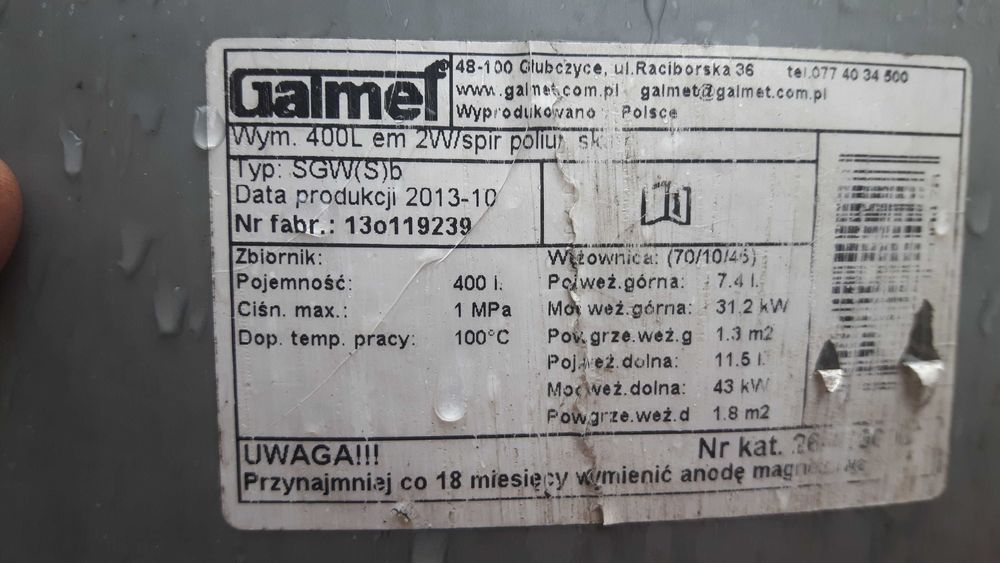 Galmet
48-100 Głubczyce, ul.Raciborska 36 tel.077 40 34 500
www.galmet.com.pl galmet@galmet.com.pl
Wyprodukowano Polsce
Wym. 400L em 2W/spir poliur sk
Typ: SGW(S)b
Data produkcji 2013-10
Nr fabr.: 13o119239
Zbiornik:
Pojemność: 400 l.
Ciśn. max.: 1 MPa
Dop. temp. pracy: 100°C
Wężownica: (70/10/45)
Poj.weż.górna: 7.4 l.
Moc weż.górna: 31.2 kW
Pow.grze.weż.g 1.3 m2
Poj.weż.dolna: 11.5 l.
Moc weż.dolna: 43 kW
Pow.grze.weż.d 1.8 m2
UWAGA!!! Nr kat.
Przynajmniej co 18 miesięcy wymienić anodę